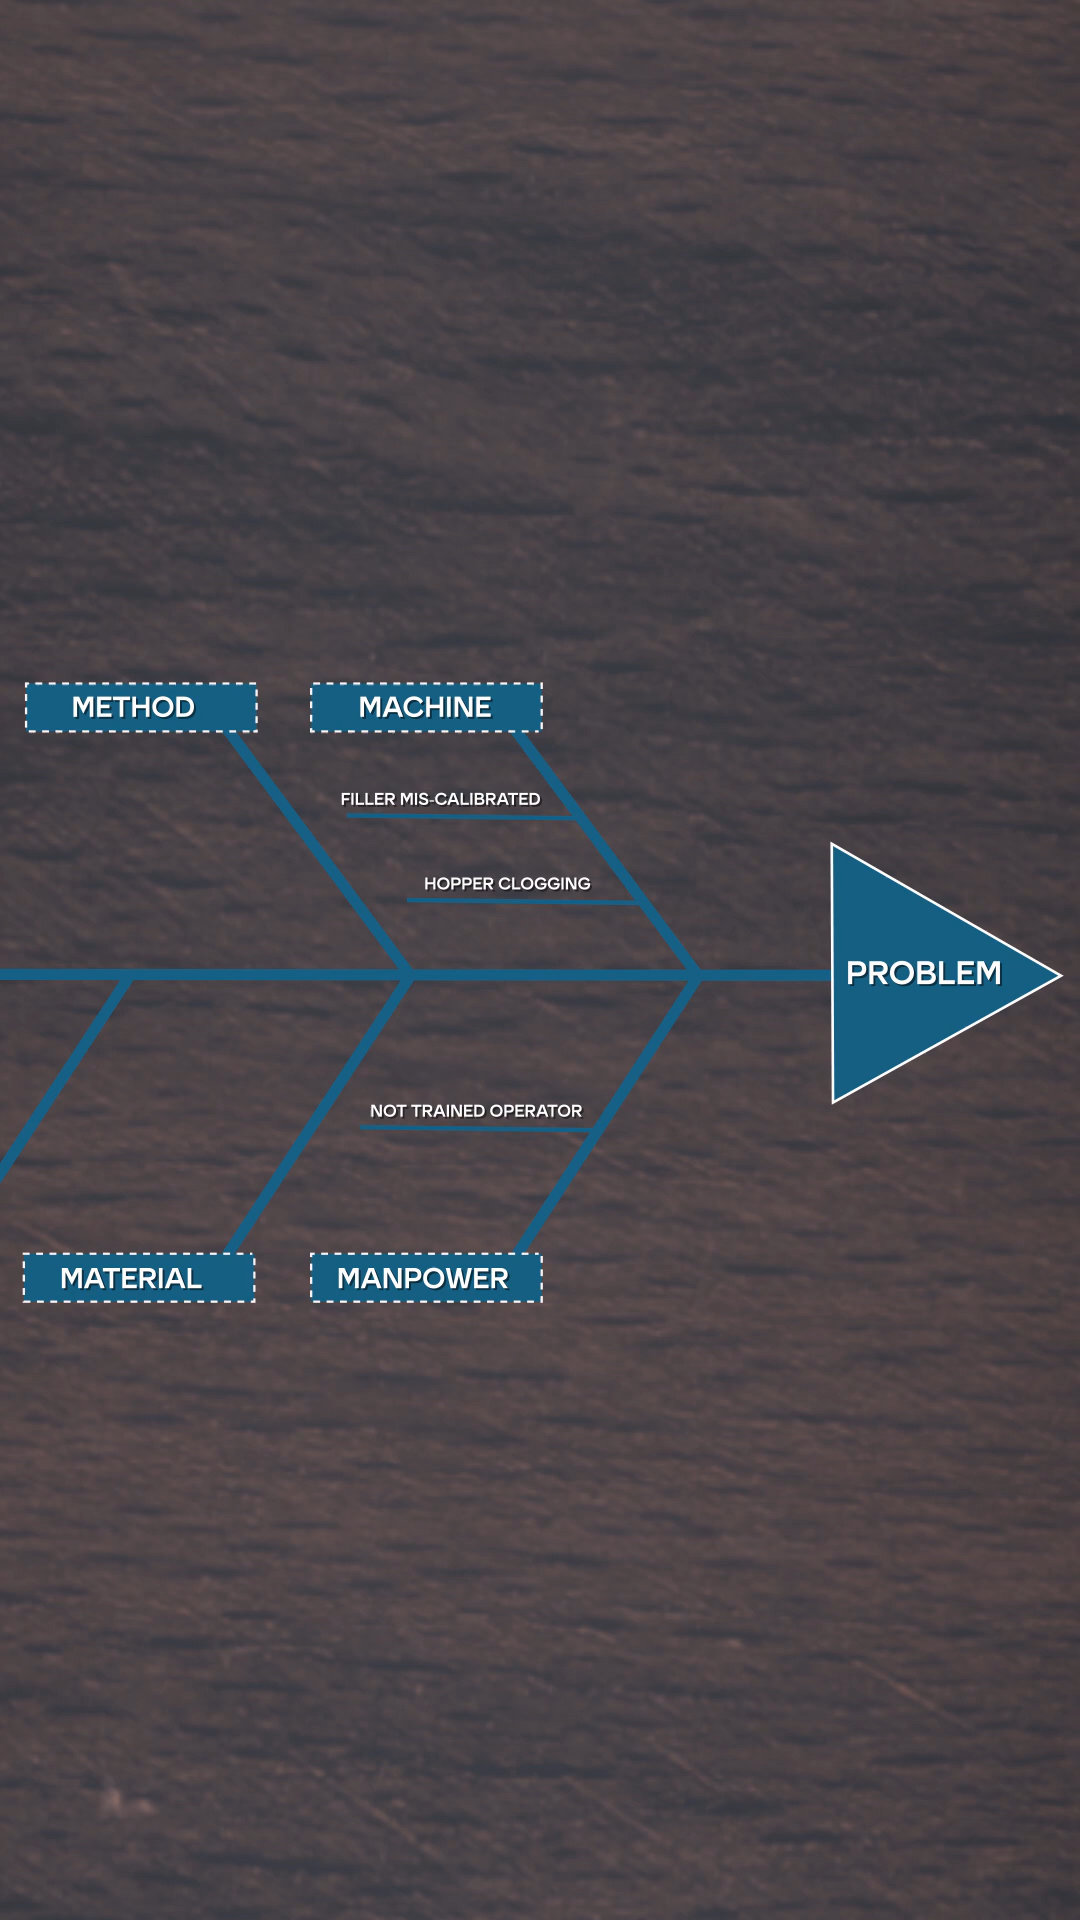 METHOD
MACHINE
FILLER MIS-CALIBRATED
HOPPER CLOGGING
PROBLEM
NOT TRAINED OPERATOR
MATERIAL
MANPOWER